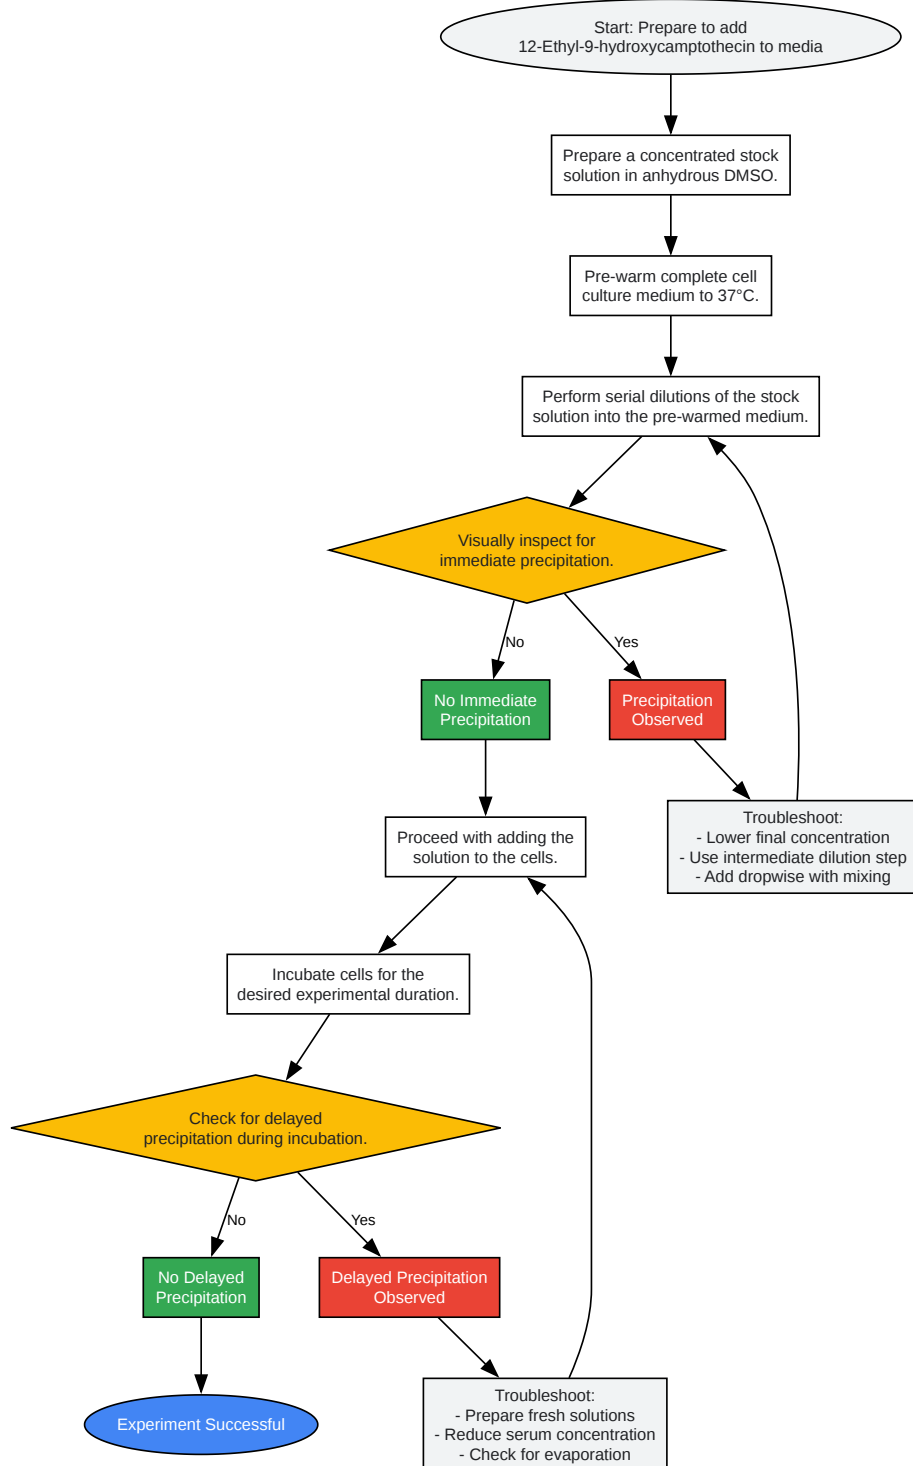 Start: Prepare to add
12-Ethyl-9-hydroxycamptothecin to media
Prepare a concentrated stock
solution in anhydrous DMSO.
Pre-warm complete cell
culture medium to 37°C.
Perform serial dilutions of the stock
solution into the pre-warmed medium.
Visually inspect for
immediate precipitation.
No
Yes
No Immediate
Precipitation
Precipitation
Observed
Troubleshoot:
- Lower final concentration
- Use intermediate dilution step
- Add dropwise with mixing
Proceed with adding the
solution to the cells.
Incubate cells for the
desired experimental duration.
Check for delayed
precipitation during incubation.
No
Yes
No Delayed
Precipitation
Delayed Precipitation
Observed
Experiment Successful
Troubleshoot:
- Prepare fresh solutions
- Reduce serum concentration
- Check for evaporation